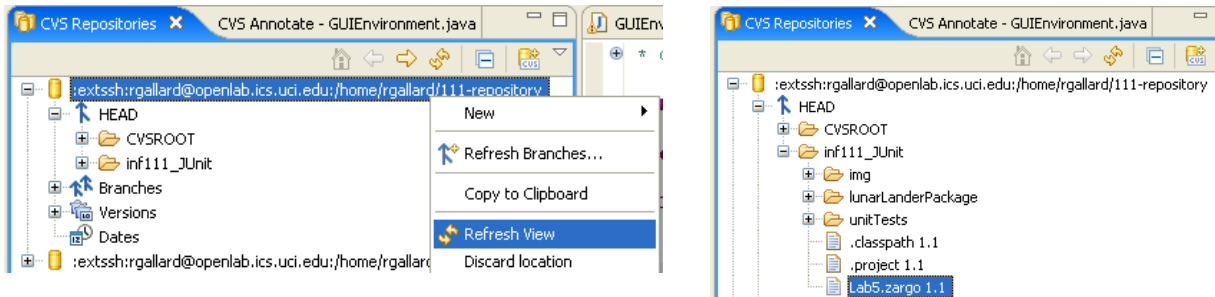 CVS Repositories CVS Annotate - GUIEnvironment.java GUIEnv
:extssh:rgallard@openlab.ics.uci.edu:/home/rgallard/111-repository
HEAD
CVSROOT
inf111_JUnit
Branches
Versions
Dates
:extssh:rgallard@openlab.ics.uci.edu:/home/rgallard
New
Refresh Branches...
Copy to Clipboard
Refresh View
Discard location
CVS Repositories CVS Annotate - GUIEnvironment.java
:extssh:rgallard@openlab.ics.uci.edu:/home/rgallard/111-repository
HEAD
CVSROOT
inf111_JUnit
img
lunarLanderPackage
unitTests
.classpath 1.1
.project 1.1
Lab5.zargo 1.1